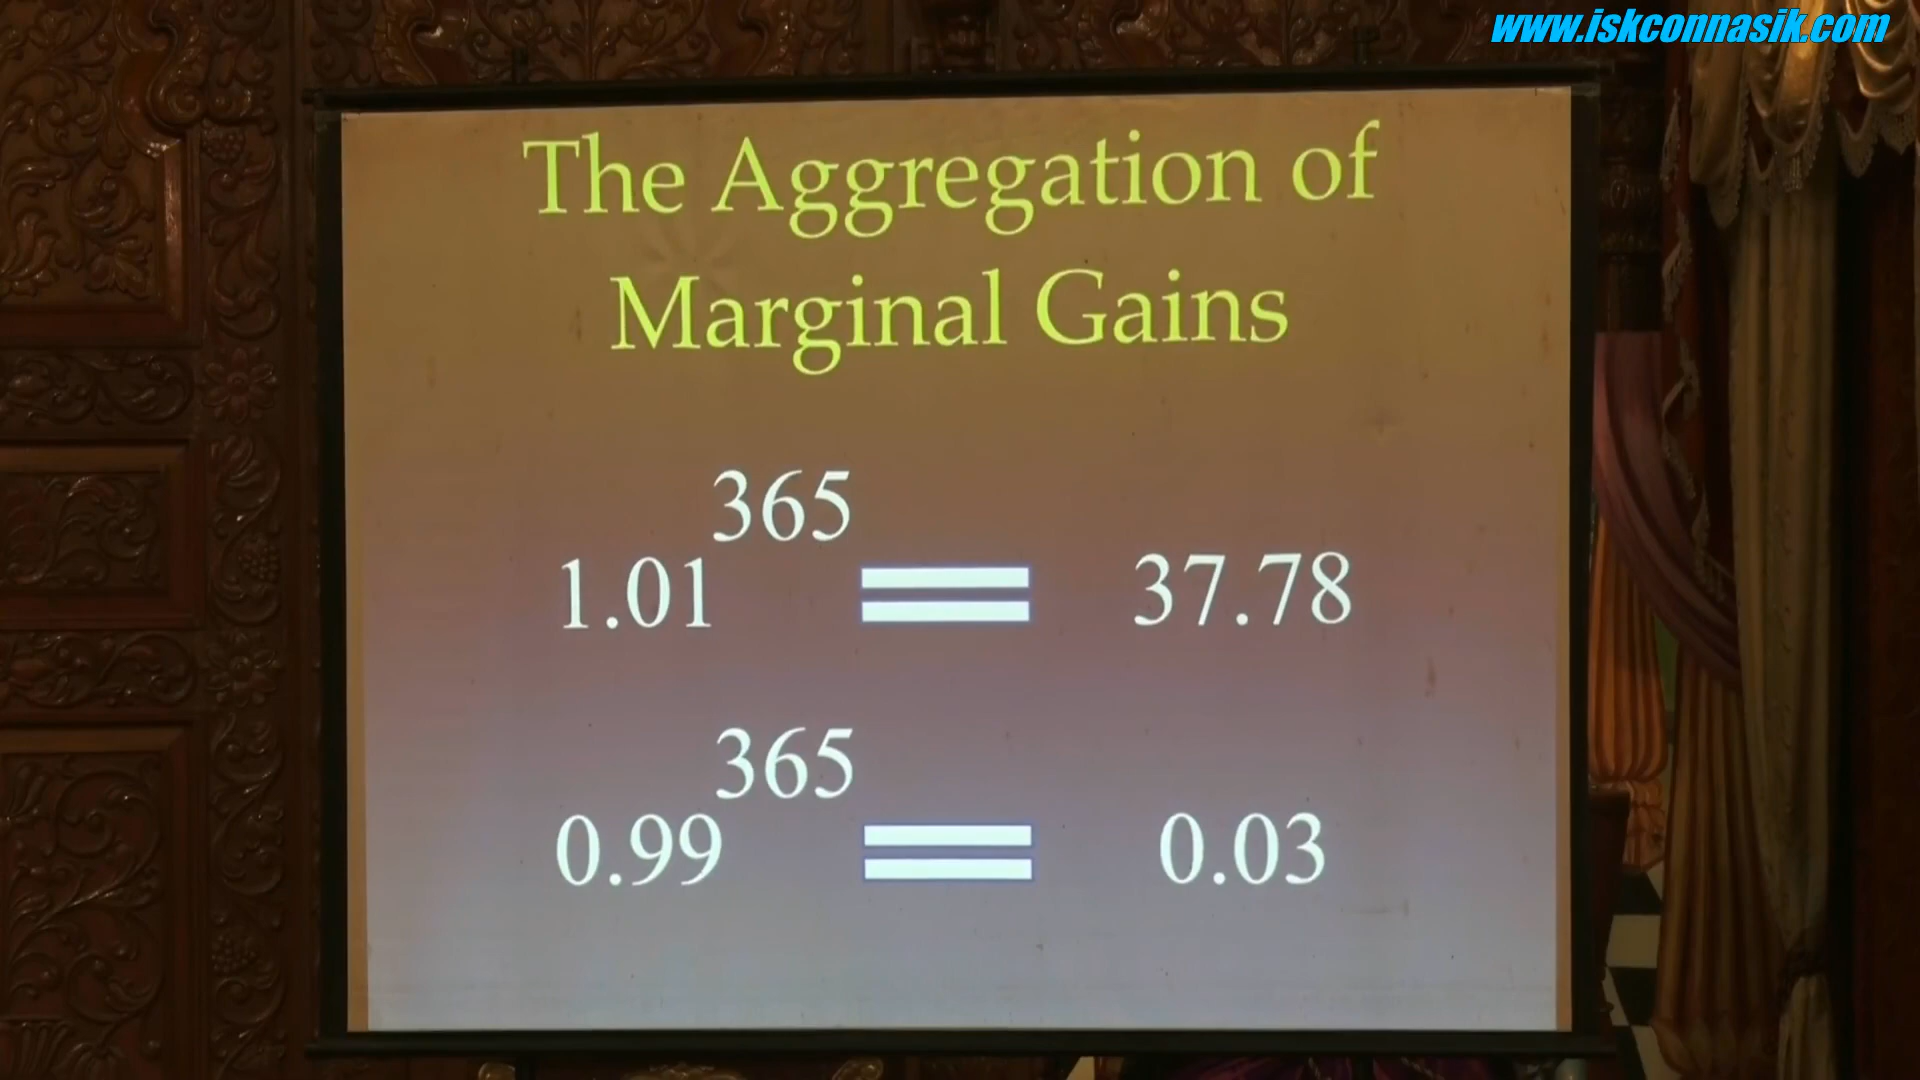 www.iskconnasik.com
The Aggregation of
Marginal Gains
1.01^365 = 37.78
0.99^365 = 0.03